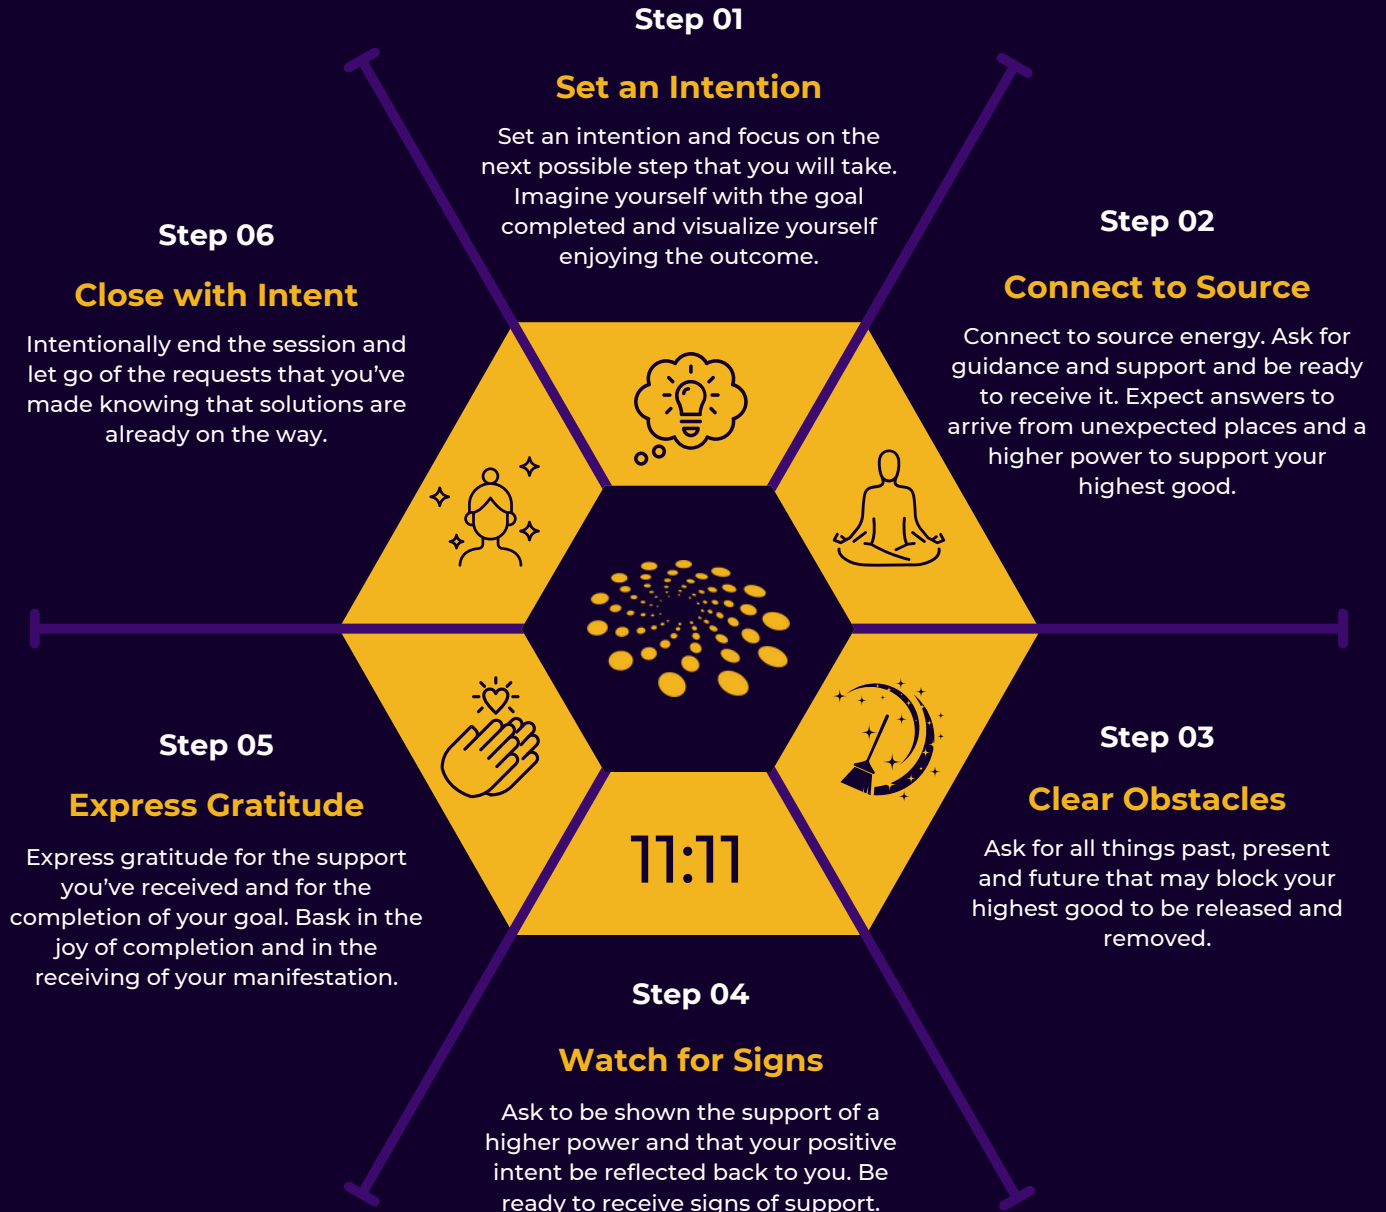 Step 01
Set an Intention
Set an intention and focus on the
next possible step that you will take.
Imagine yourself with the goal
completed and visualize yourself
enjoying the outcome.
Step 02
Connect to Source
Connect to source energy. Ask for
guidance and support and be ready
to receive it. Expect answers to
arrive from unexpected places and a
higher power to support your
highest good.
Step 03
Clear Obstacles
Ask for all things past, present
and future that may block your
highest good to be released and
removed.
11:11
Step 04
Watch for Signs
Ask to be shown the support of a
higher power and that your positive
intent be reflected back to you. Be
ready to receive signs of support.
Step 05
Express Gratitude
Express gratitude for the support
you’ve received and for the
completion of your goal. Bask in the
joy of completion and in the
receiving of your manifestation.
Step 06
Close with Intent
Intentionally end the session and
let go of the requests that you’ve
made knowing that solutions are
already on the way.